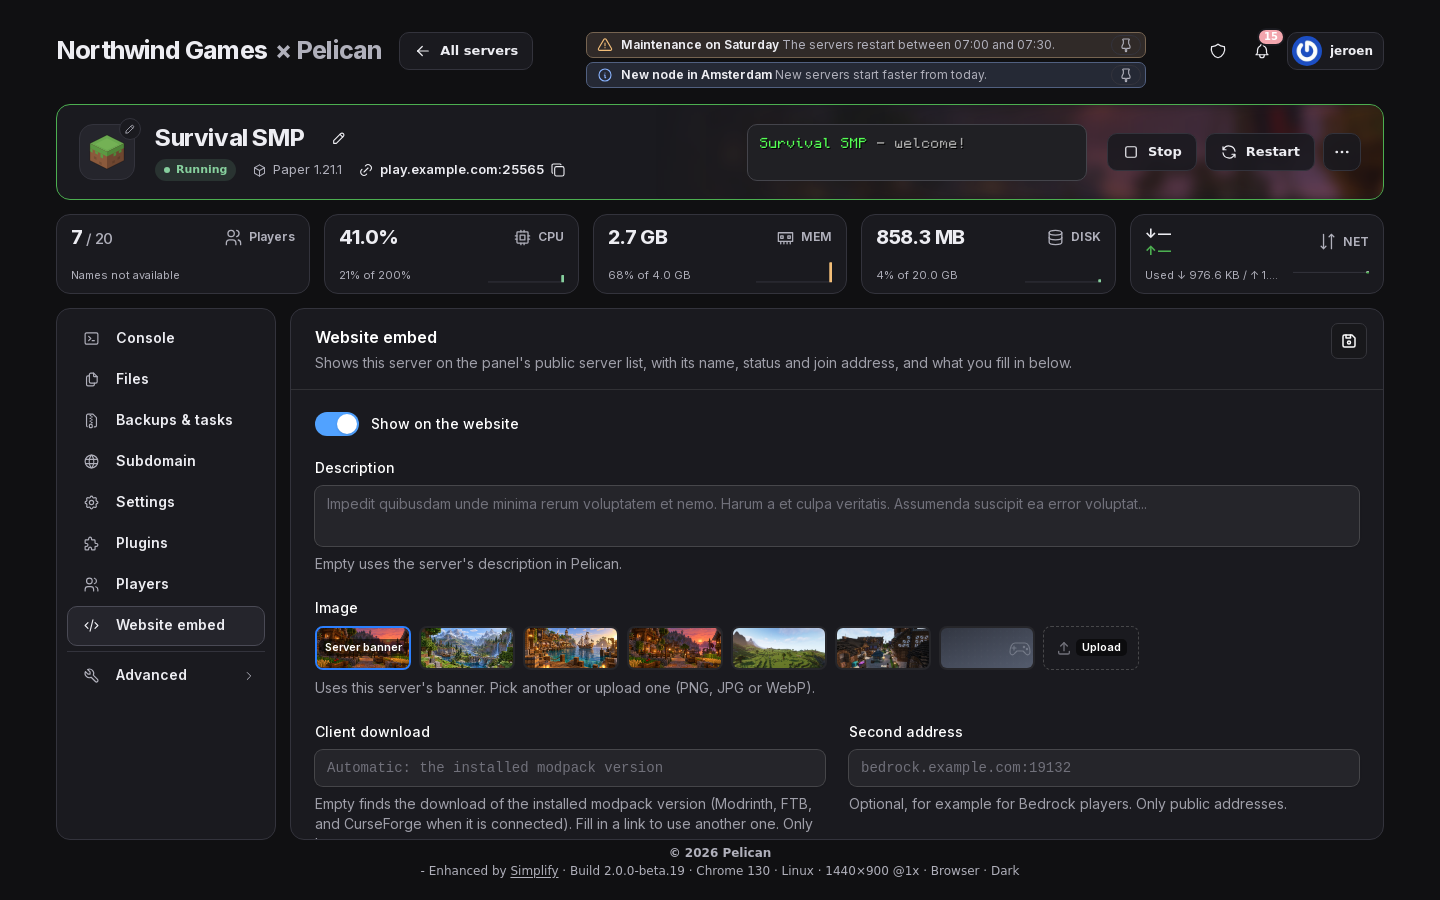 Northwind Games × Pelican
All servers
Maintenance on Saturday The servers restart between 07:00 and 07:30.
New node in Amsterdam New servers start faster from today.
15
jeroen
Survival SMP
Running
Paper 1.21.1
play.example.com:25565
Survival SMP – welcome!
Stop
Restart
7 / 20
Players
Names not available
41.0%
CPU
21% of 200%
2.7 GB
MEM
68% of 4.0 GB
858.3 MB
DISK
4% of 20.0 GB
↓—
↑—
NET
Used ↓ 976.6 KB / ↑ 1....
Console
Files
Backups & tasks
Subdomain
Settings
Plugins
Players
Website embed
Advanced
Website embed
Shows this server on the panel's public server list, with its name, status and join address, and what you fill in below.
Show on the website
Description
Impedit quibusdam unde minima rerum voluptatem et nemo. Harum a et culpa veritatis. Assumenda suscipit ea error voluptat...
Empty uses the server's description in Pelican.
Image
Server banner
Upload
Uses this server's banner. Pick another or upload one (PNG, JPG or WebP).
Client download
Automatic: the installed modpack version
Empty finds the download of the installed modpack version (Modrinth, FTB,
and CurseForge when it is connected). Fill in a link to use another one. Only
Second address
bedrock.example.com:19132
Optional, for example for Bedrock players. Only public addresses.
© 2026 Pelican
- Enhanced by Simplify · Build 2.0.0-beta.19 · Chrome 130 · Linux · 1440×900 @1x · Browser · Dark